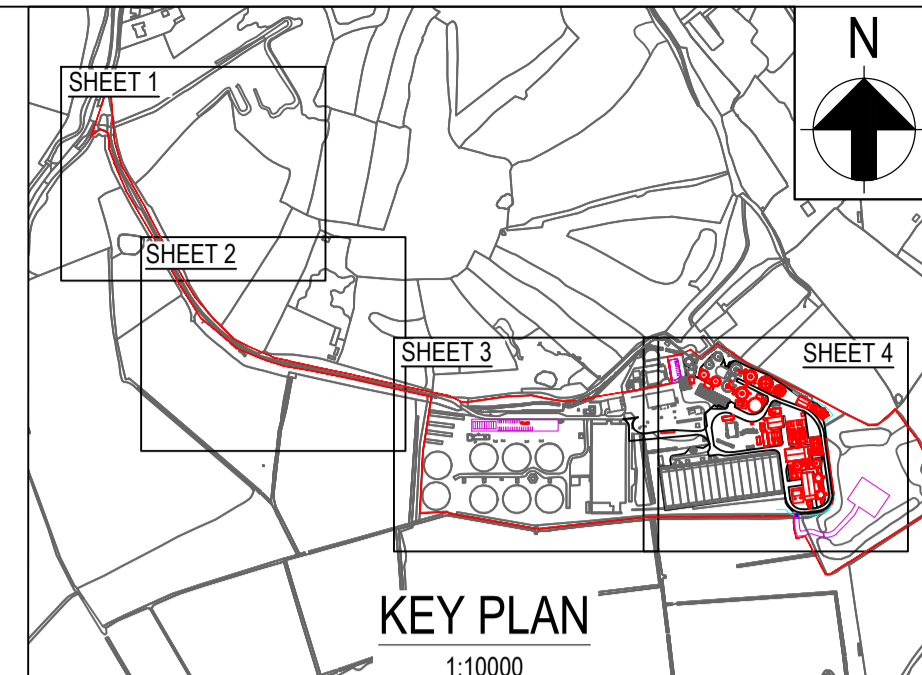 SHEET 1
N
SHEET 2
SHEET 3
SHEET 4
KEY PLAN
1:10000